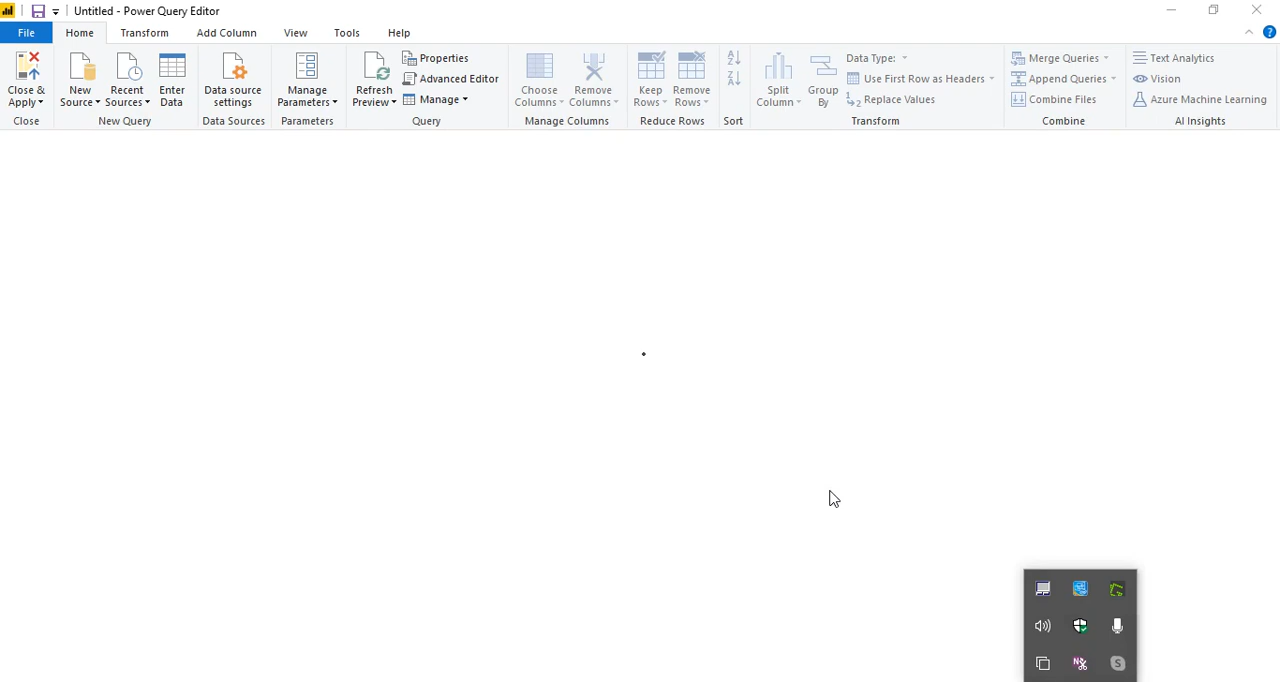 Untitled - Power Query Editor
File Home Transform Add Column View Tools Help
Close & Apply
New Source
Recent Sources
Enter Data
Data source settings
Manage Parameters
Refresh Preview
Properties
Advanced Editor
Manage
Choose Columns
Remove Columns
Keep Rows
Remove Rows
Split Column
Group By
Data Type:
Use First Row as Headers
Replace Values
Merge Queries
Append Queries
Combine Files
Text Analytics
Vision
Azure Machine Learning
Close New Query Data Sources Parameters Query Manage Columns Reduce Rows Sort Transform Combine AI Insights